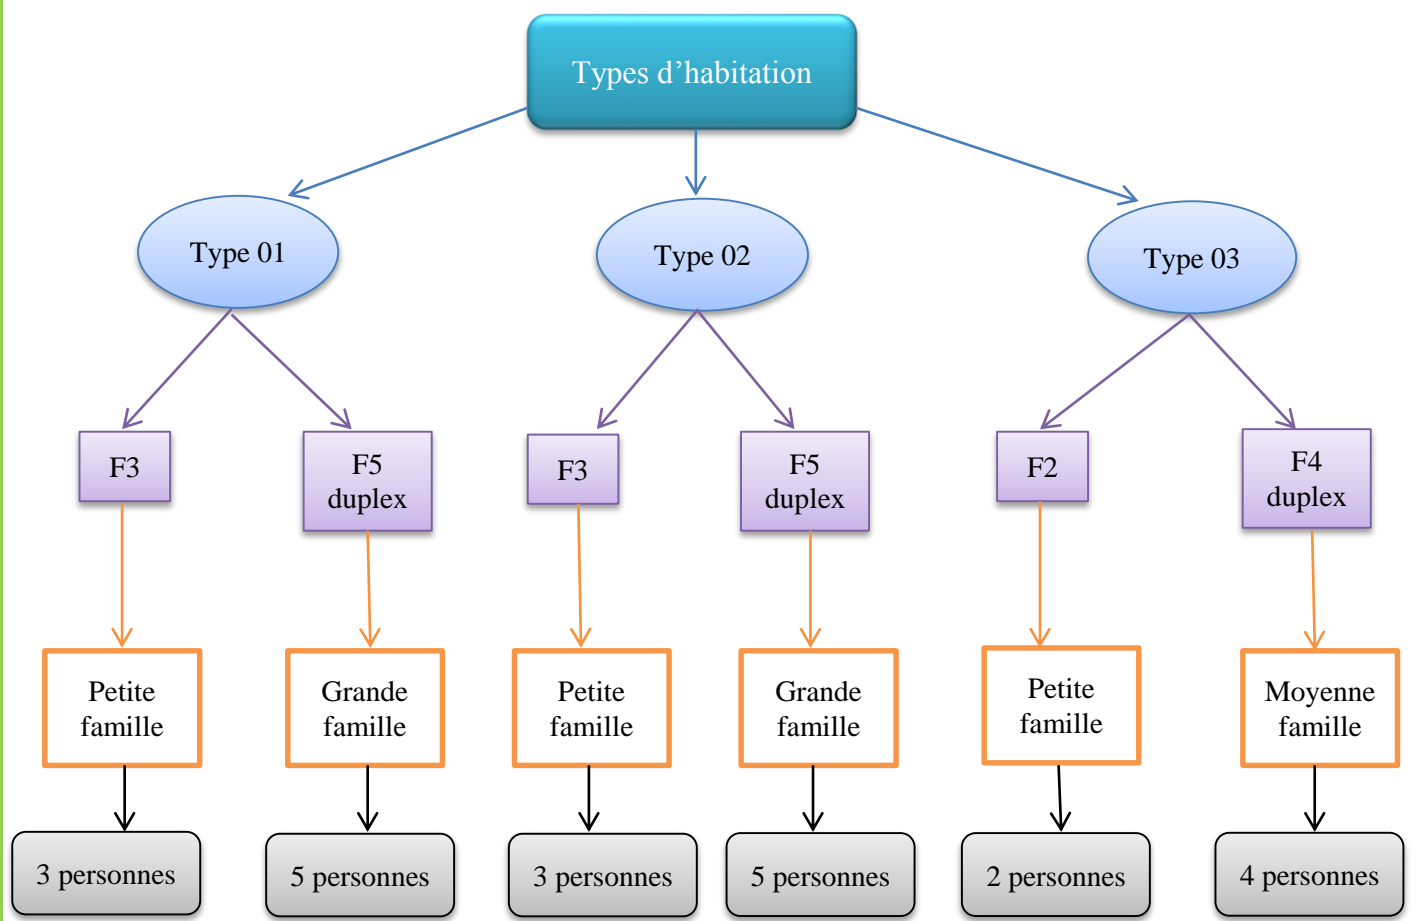 Types d’habitation
Type 01
Type 02
Type 03
F3
F5
duplex
F3
F5
duplex
F2
F4
duplex
Petite
famille
Grande
famille
Petite
famille
Grande
famille
Petite
famille
Moyenne
famille
3 personnes
5 personnes
3 personnes
5 personnes
2 personnes
4 personnes